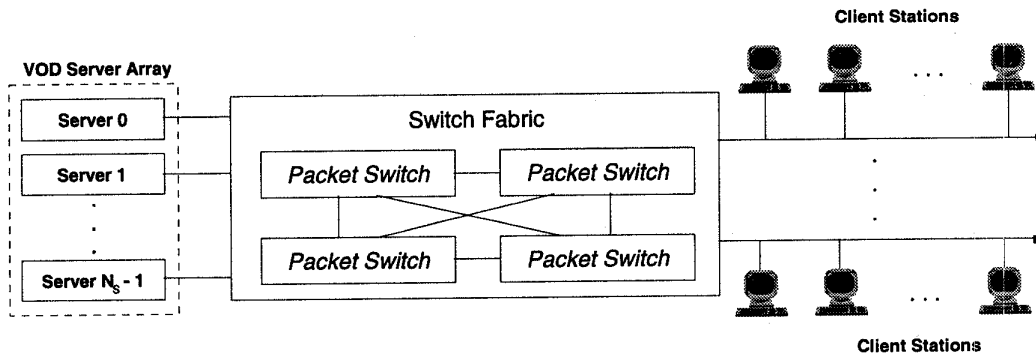 Client Stations
VOD Server Array
Server 0
Switch Fabric
Server 1
Packet Switch
Packet Switch
Packet Switch
Packet Switch
Server N_S - 1
Client Stations